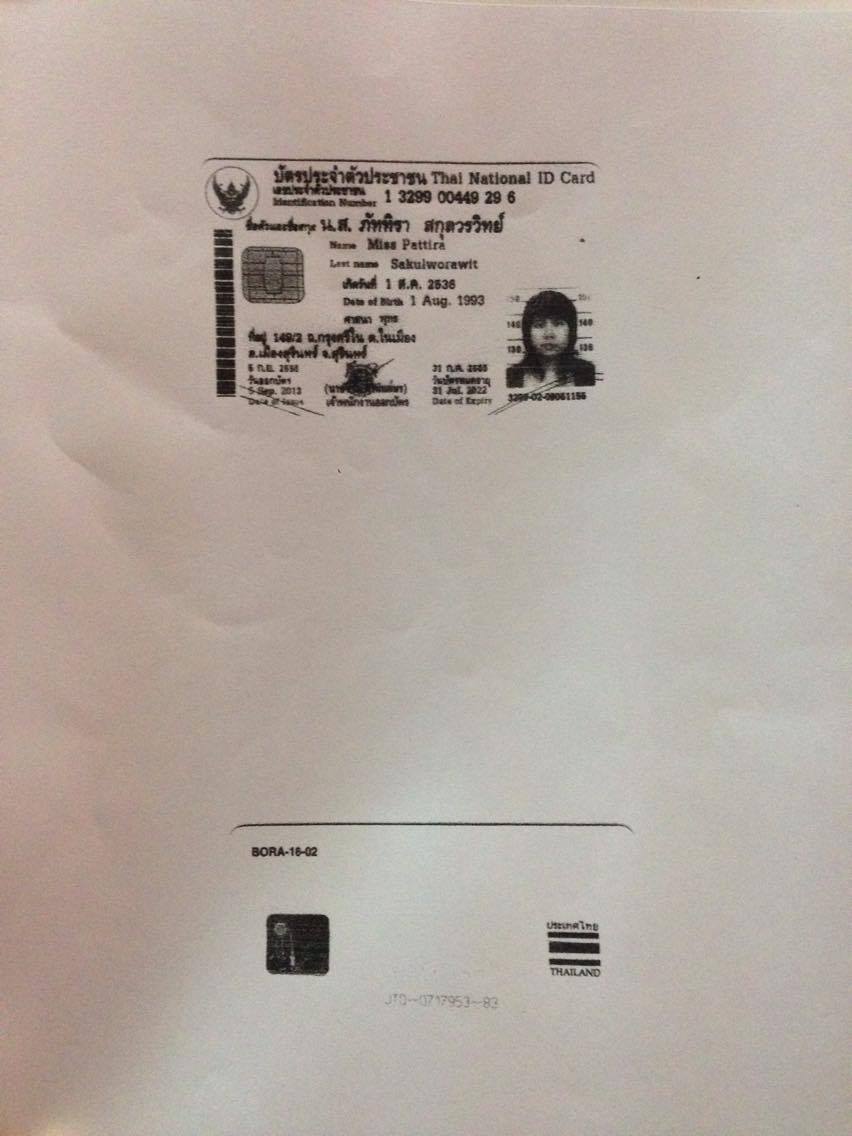 บัตรประจำตัวประชาชน Thai National ID Card
เลขประจำตัวประชาชน
Identification Number 1 3299 00449 29 6
ชื่อตัวและชื่อสกุล น.ส. ภัททิรา สกุลวรวิทย์
Name Miss Pattira
Last name Sakulworawit
เกิดวันที่ 1 ส.ค. 2536
Date of Birth 1 Aug. 1993
ศาสนา พุทธ
ที่อยู่ 149/2 ถ.กรุงศรีใน ต.ในเมือง
อ.เมืองสุรินทร์ จ.สุรินทร์
วันออกบัตร
5 Sep. 2013
Date of Issue
เจ้าพนักงานออกบัตร
31 ก.ค. 2565
วันบัตรหมดอายุ
31 Jul. 2022
Date of Expiry
3299-02-09051155
BORA-16-02
ประเทศไทย
THAILAND
JT0-0717953-83